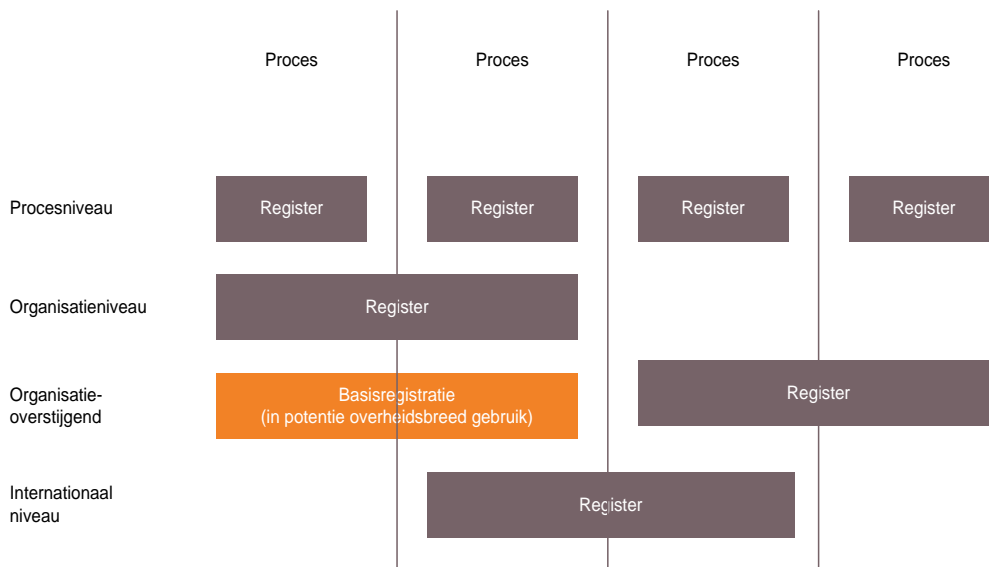 Proces Proces Proces Proces
Procesniveau Register Register Register Register
Organisatieniveau Register
Organisatie-
overstijgend
Basisregistratie
(in potentie overheidsbreed gebruik)
Register
Internationaal
niveau
Register